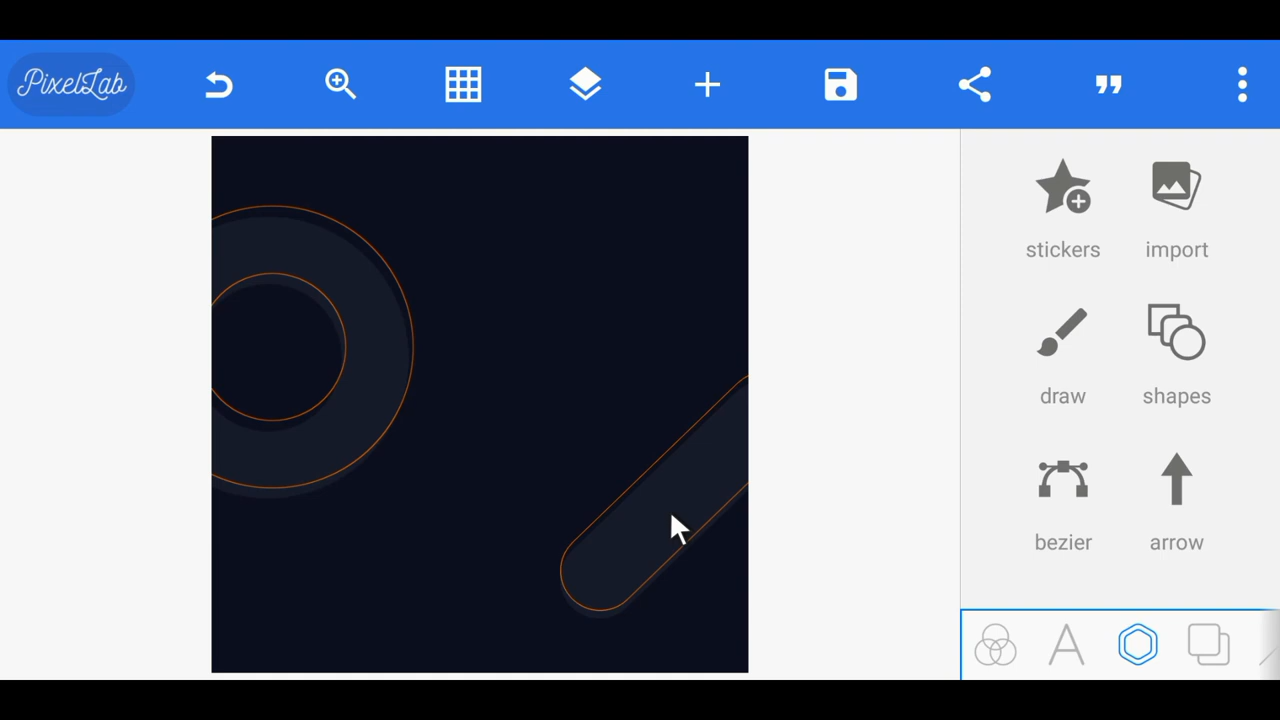 PixelLab
stickers
import
draw
shapes
bezier
arrow